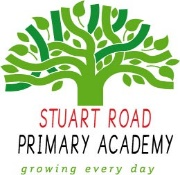 STUART ROAD
PRIMARY ACADEMY
growing every day